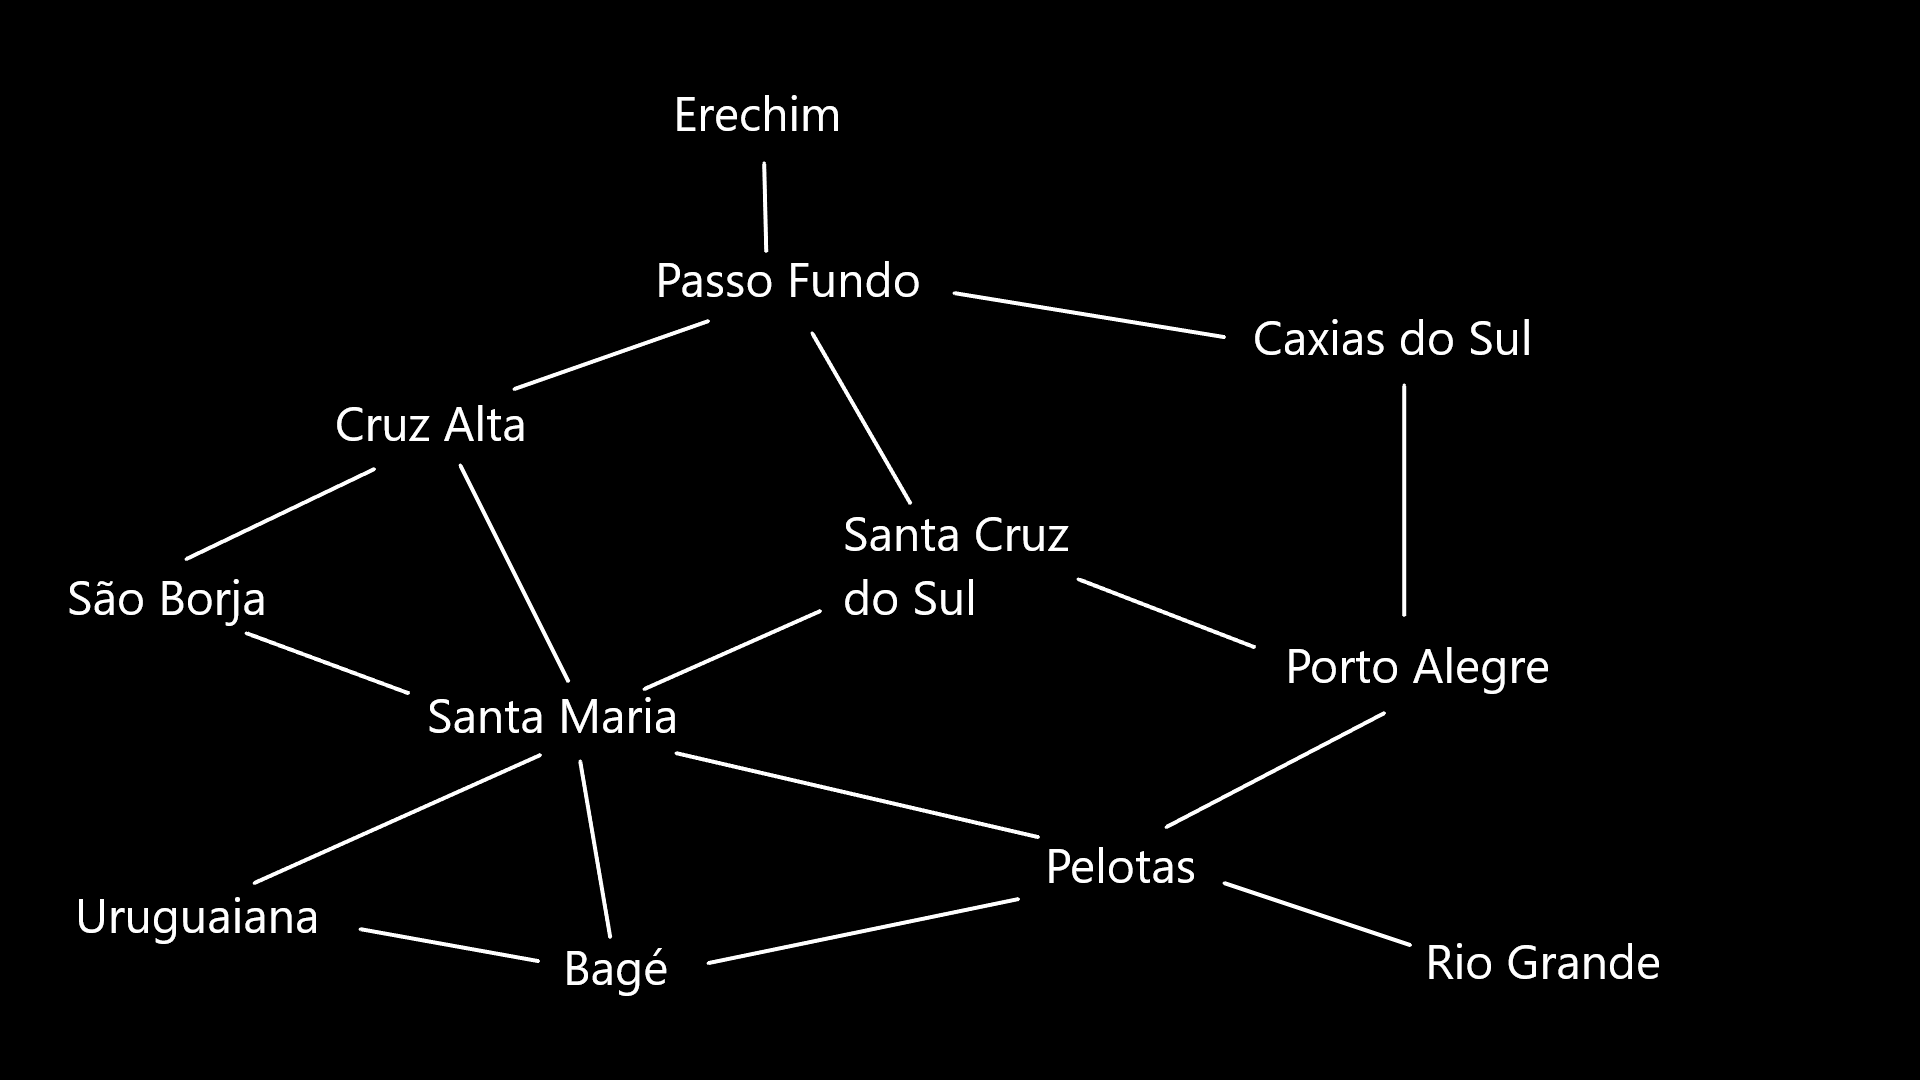 Erechim
Passo Fundo
Caxias do Sul
Cruz Alta
Santa Cruz
do Sul
São Borja
Porto Alegre
Santa Maria
Pelotas
Uruguaiana
Bagé
Rio Grande